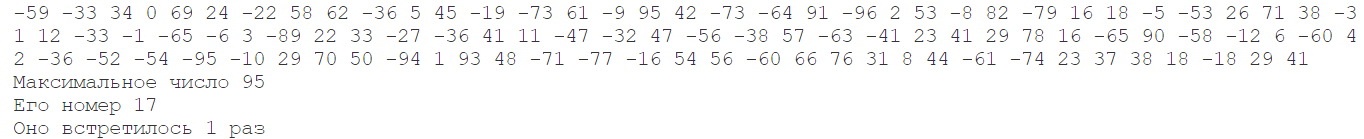 -59 -33 34 0 69 24 -22 58 62 -36 5 45 -19 -73 61 -9 95 42 -73 -64 91 -96 2 53 -8 82 -79 16 18 -5 -53 26 71 38 -3
1 12 -33 -1 -65 -6 3 -89 22 33 -27 -36 41 11 -47 -32 47 -56 -38 57 -63 -41 23 41 29 78 16 -65 90 -58 -12 6 -60 4
2 -36 -52 -54 -95 -10 29 70 50 -94 1 93 48 -71 -77 -16 54 56 -60 66 76 31 8 44 -61 -74 23 37 38 18 -18 29 41
Максимальное число 95
Его номер 17
Оно встретилось 1 раз